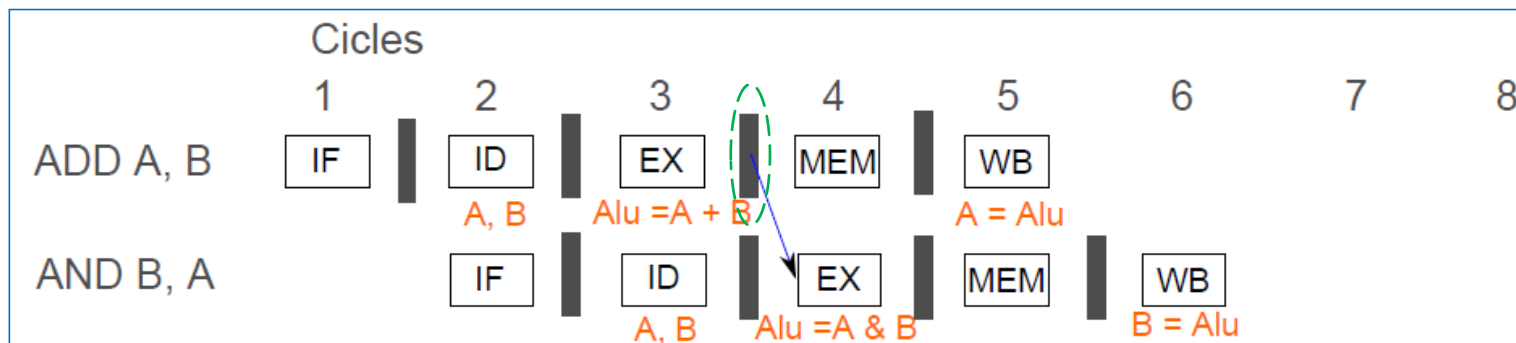 Cicles
1 2 3 4 5 6 7 8
ADD A, B IF ID EX MEM WB
A, B Alu =A + B A = Alu
AND B, A IF ID EX MEM WB
A, B Alu =A & B B = Alu